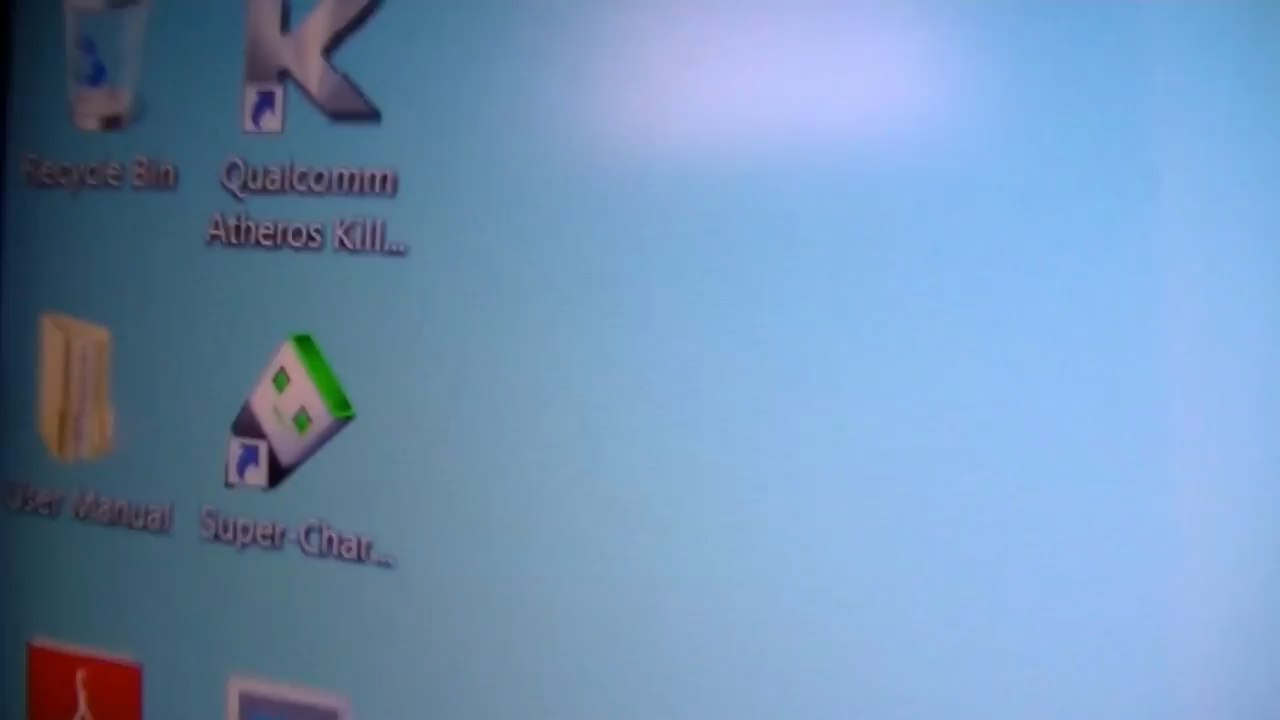 Recycle Bin
Qualcomm
Atheros Kill...
User Manual
Super-Char...